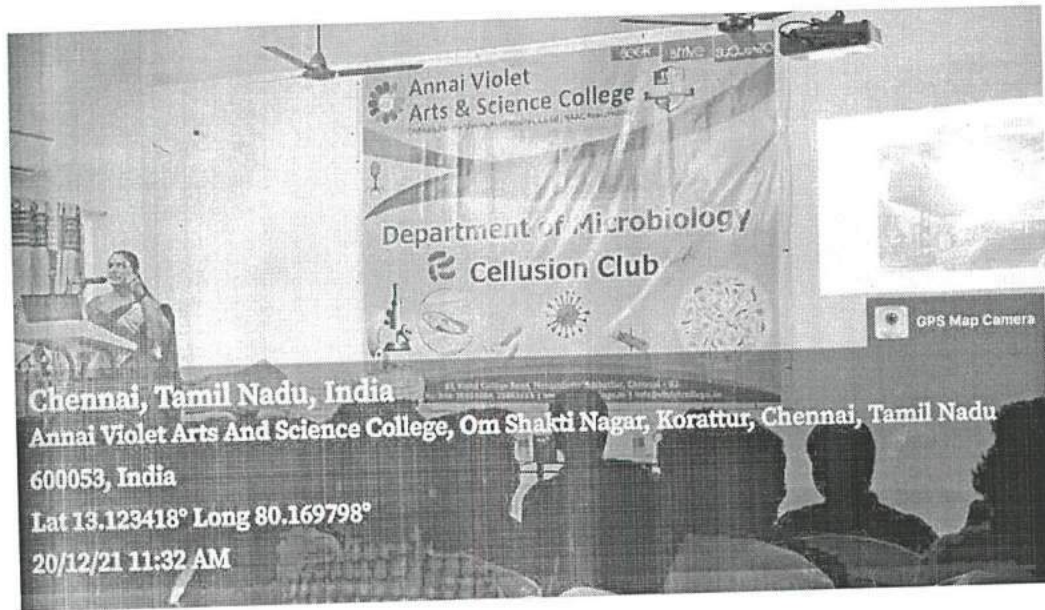 Annai Violet
Arts & Science College
Department of Microbiology
Cellusion Club
GPS Map Camera
Chennai, Tamil Nadu, India
Annai Violet Arts And Science College, Om Shakti Nagar, Korattur, Chennai, Tamil Nadu
600053, India
Lat 13.123418° Long 80.169798°
20/12/21 11:32 AM